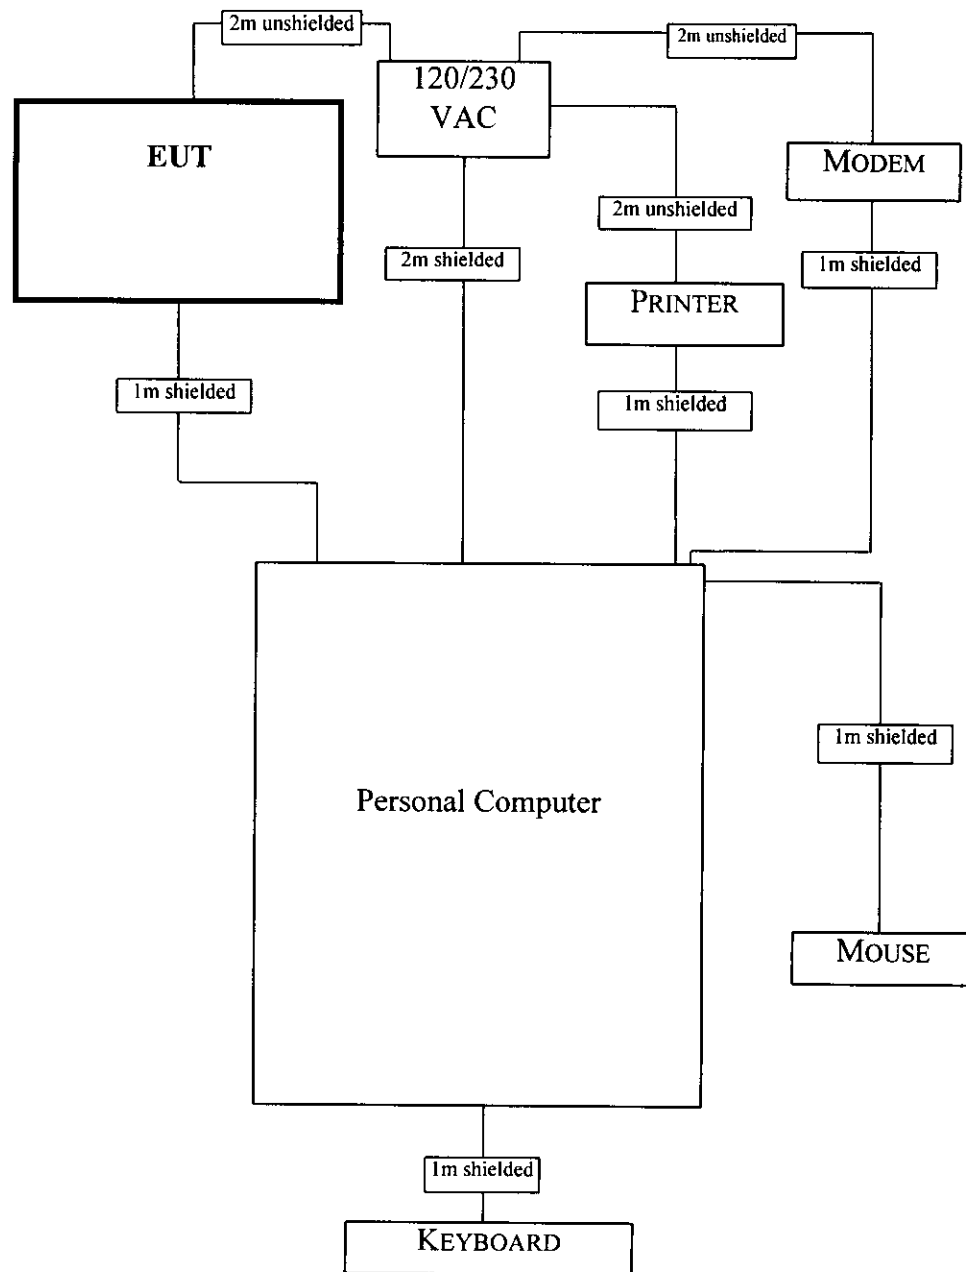 2m unshielded
2m unshielded
120/230
VAC
EUT
MODEM
2m unshielded
2m shielded
1m shielded
PRINTER
1m shielded
1m shielded
1m shielded
Personal Computer
MOUSE
1m shielded
KEYBOARD